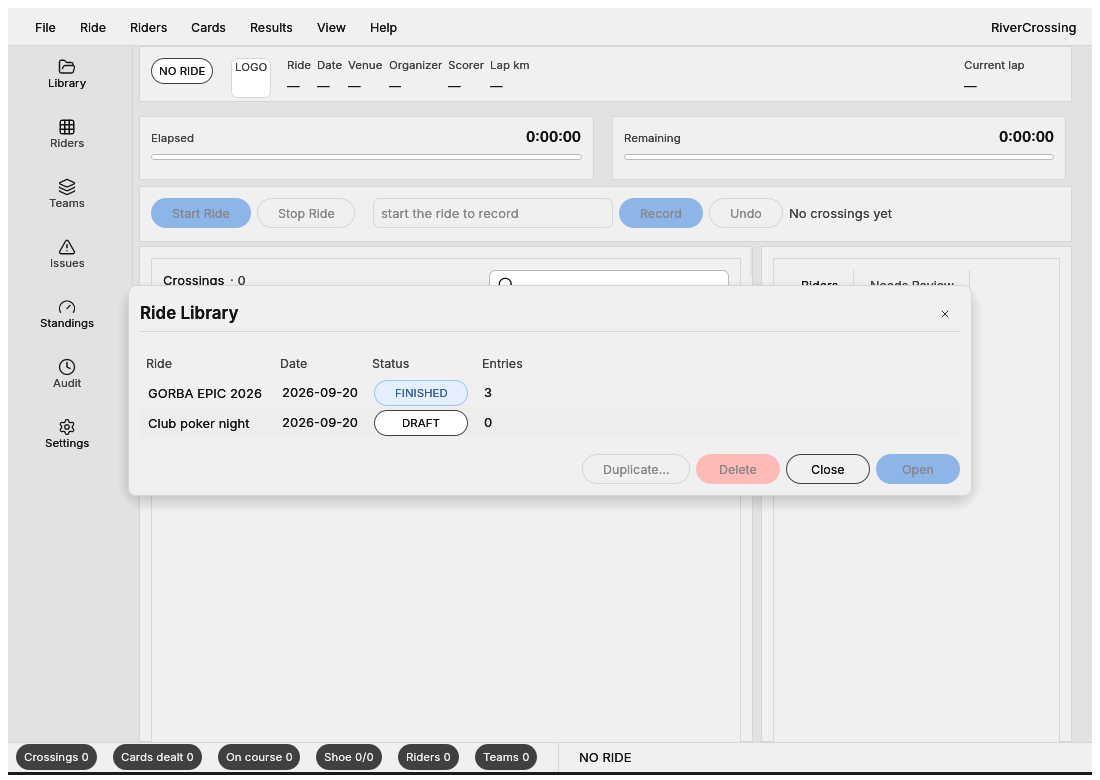 File Ride Riders Cards Results View Help RiverCrossing
Library
Riders
Teams
Issues
Standings
Audit
Settings
NO RIDE LOGO Ride Date Venue Organizer Scorer Lap km Current lap
— — — — — — —
Elapsed 0:00:00 Remaining 0:00:00
Start Ride Stop Ride start the ride to record Record Undo No crossings yet
Crossings · 0 Riders Needs Review
Ride Library ×
Ride Date Status Entries
GORBA EPIC 2026 2026-09-20 FINISHED 3
Club poker night 2026-09-20 DRAFT 0
Duplicate... Delete Close Open
Crossings 0 Cards dealt 0 On course 0 Shoe 0/0 Riders 0 Teams 0 NO RIDE